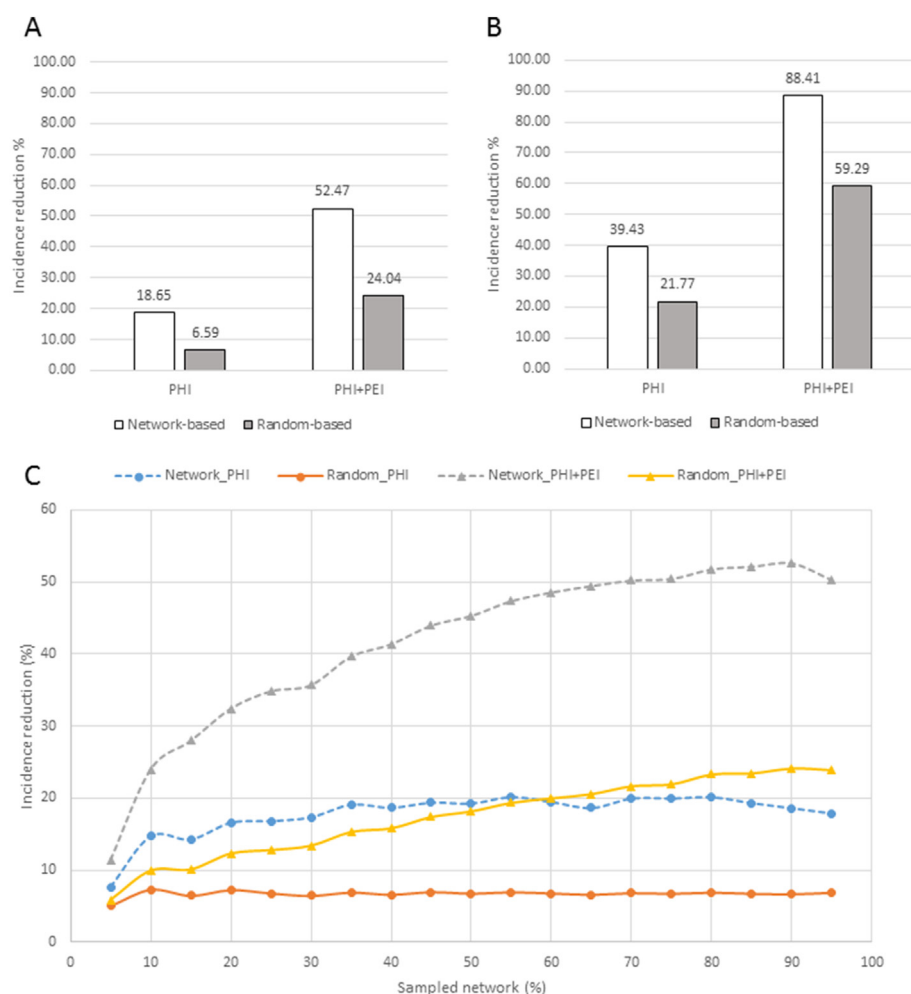 A
100.00
90.00
80.00
70.00
60.00
50.00
40.00
30.00
20.00
10.00
0.00
Incidence reduction %
18.65
6.59
52.47
24.04
PHI
PHI+PEI
Network-based
Random-based
B
100.00
90.00
80.00
70.00
60.00
50.00
40.00
30.00
20.00
10.00
0.00
Incidence reduction %
39.43
21.77
88.41
59.29
PHI
PHI+PEI
Network-based
Random-based
C
Network_PHI
Random_PHI
Network_PHI+PEI
Random_PHI+PEI
60
50
40
30
20
10
0
Incidence reduction (%)
0 10 20 30 40 50 60 70 80 90 100
Sampled network (%)